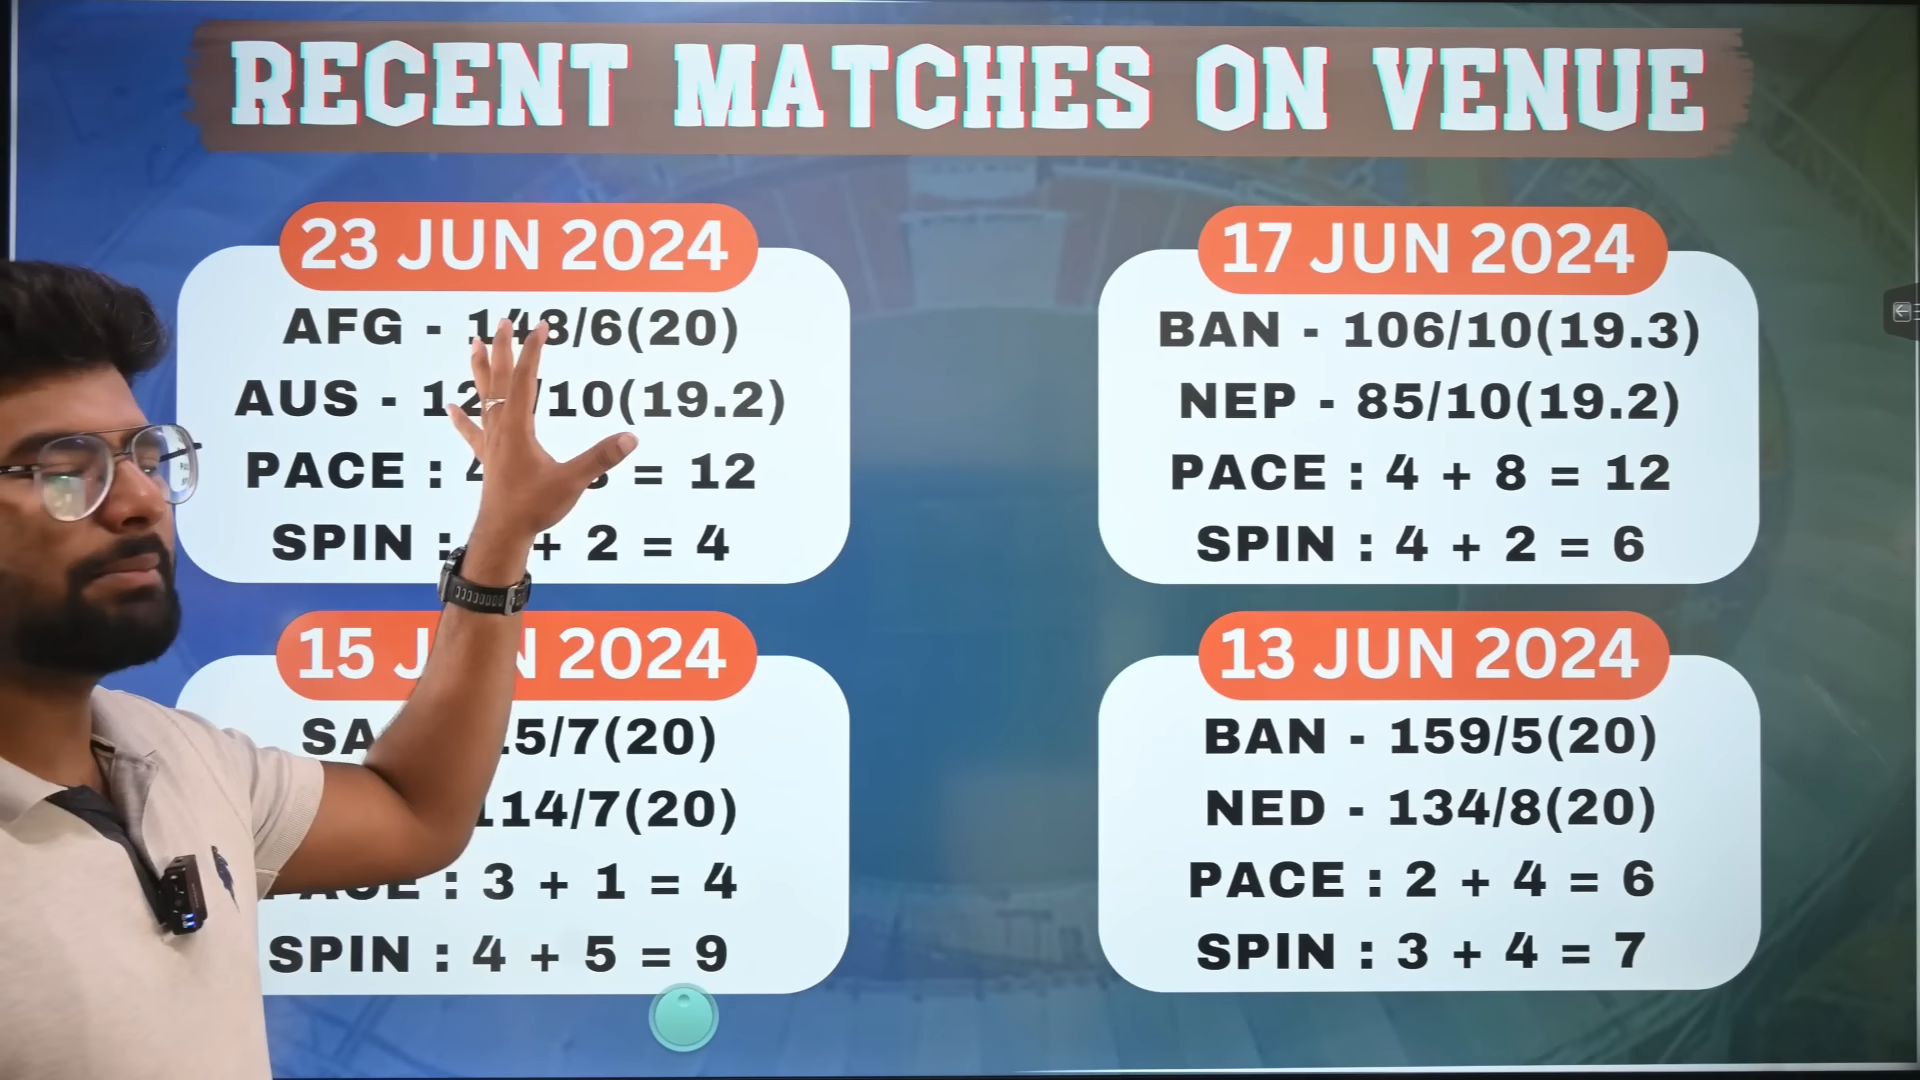 RECENT MATCHES ON VENUE
23 JUN 2024
AFG - 148/6(20)
AUS - 12 /10(19.2)
PACE : 4 = 12
SPIN : + 2 = 4
17 JUN 2024
BAN - 106/10(19.3)
NEP - 85/10(19.2)
PACE : 4 + 8 = 12
SPIN : 4 + 2 = 6
15 JUN 2024
SA 5/7(20)
114/7(20)
PACE : 3 + 1 = 4
SPIN : 4 + 5 = 9
13 JUN 2024
BAN - 159/5(20)
NED - 134/8(20)
PACE : 2 + 4 = 6
SPIN : 3 + 4 = 7